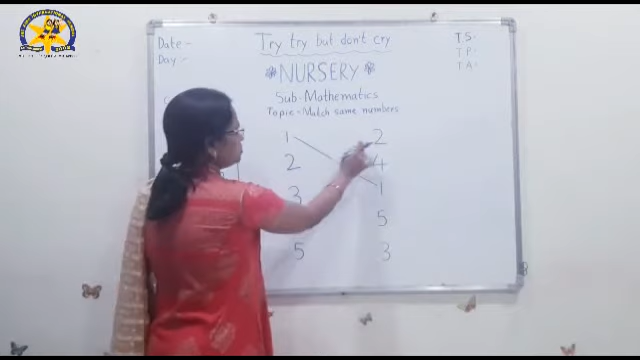 Date:-
Day:-
Try try but don't cry
T.S:
T.P:
T.A:
NURSERY
Sub- Mathematics
Topic - Match same numbers
1 2
2 4
3 1
5
5 3